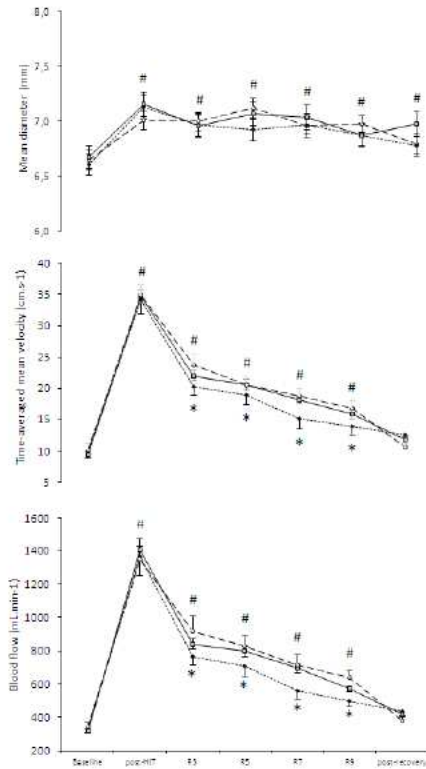 8,0
7,5
7,0
6,5
6,0
Mean diameter (mm)
# # # # # #
40
35
30
25
20
15
10
5
Time-averaged mean velocity (cm.s-1)
# # # # #
* * * *
1600
1400
1200
1000
800
600
400
200
Blood flow (mL.min-1)
# # # # #
* * * *
Baseline post-HIT R3 R5 R7 R9 post-recovery